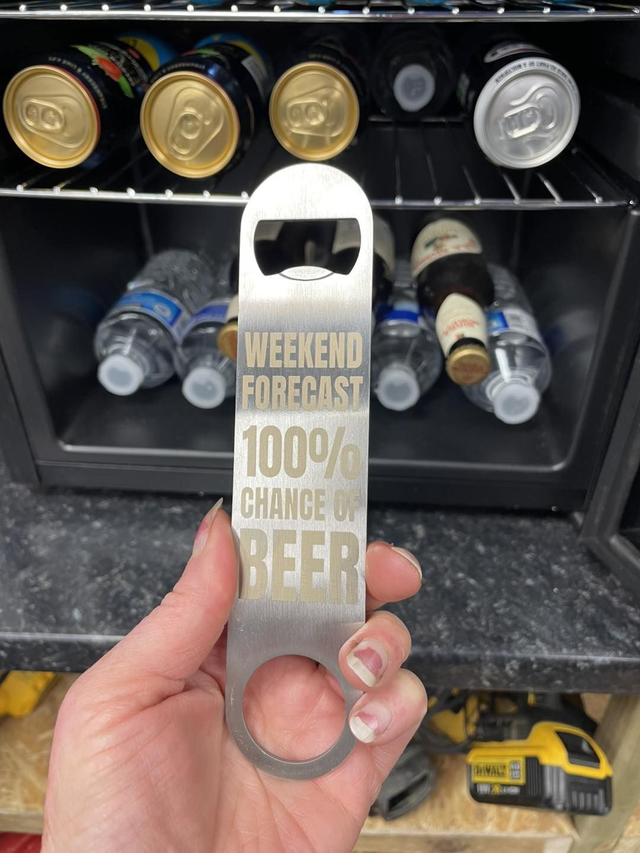 WEEKEND
FORECAST
100%
CHANCE OF
BEER
DEWALT